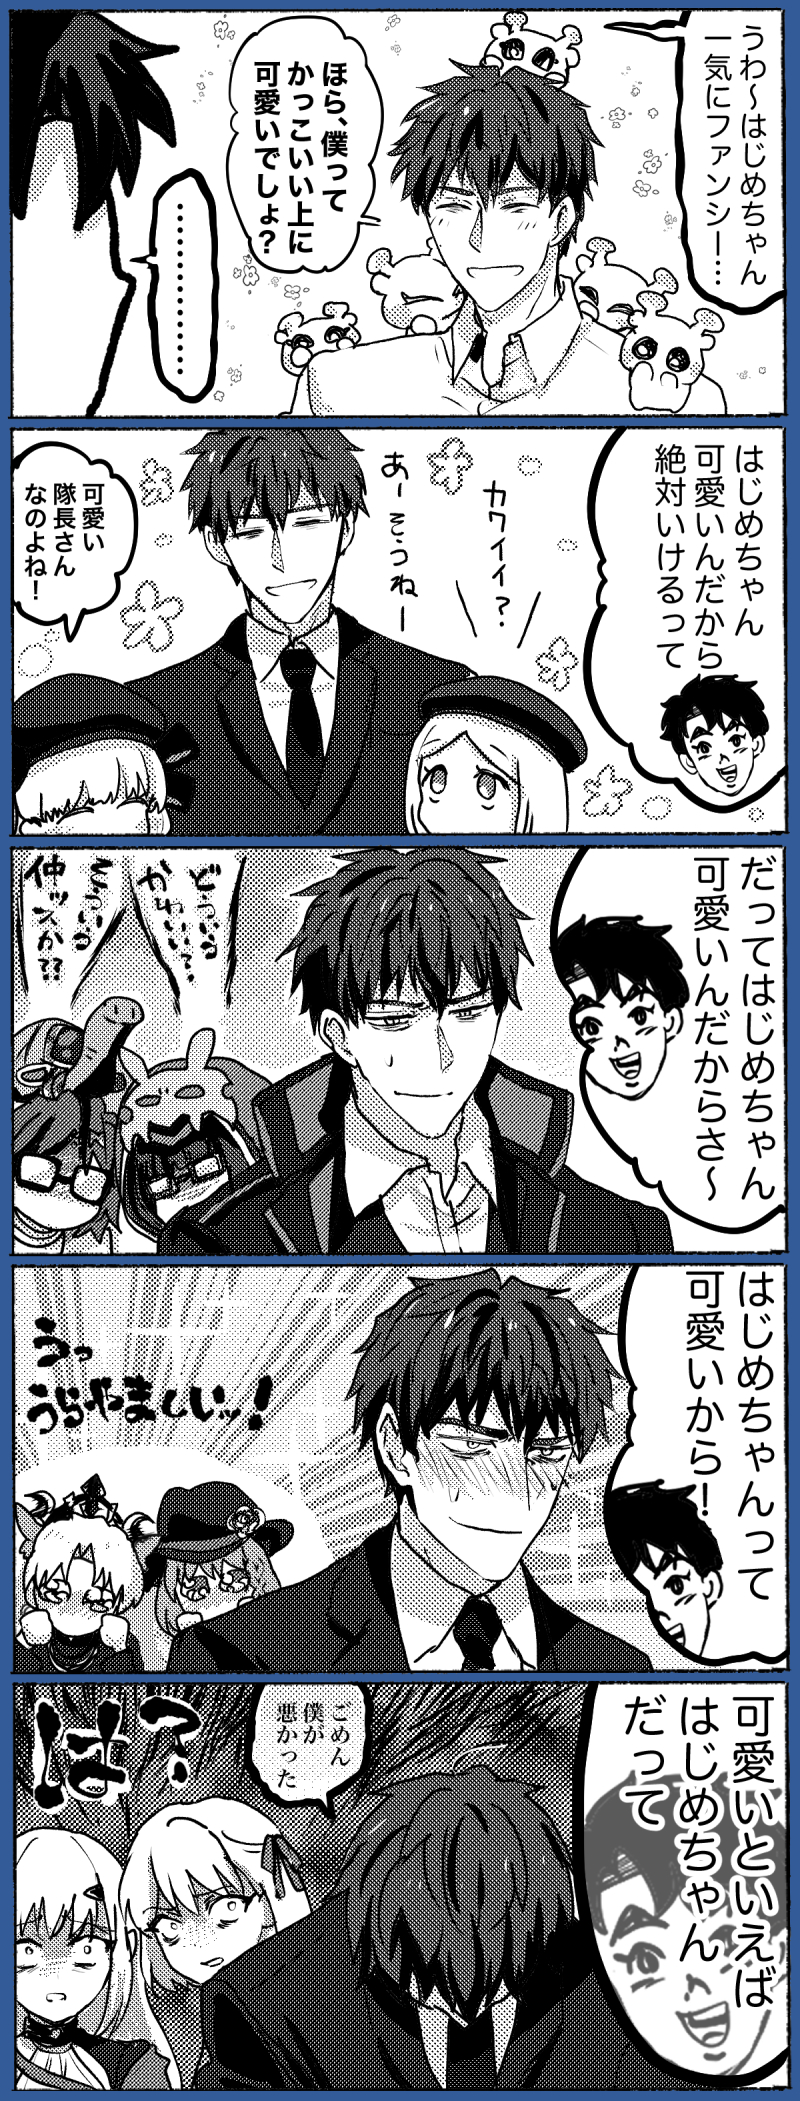 うわ～はじめちゃん
一気にファンシー…
ほら、僕って
かっこいい上に
可愛いでしょ？
…………
はじめちゃん
可愛いんだから
絶対いけるって
カワイイ？
あーそうねー
可愛い
隊長さん
なのよね！
だってはじめちゃん
可愛いんだからさ～
どういう
かわいい？？
そういう
仲ッスか？？
はじめちゃんって
可愛いから！
うっ
うらやましいッ！
可愛いといえば
はじめちゃん
だって
ごめん
僕が
悪かった
は？